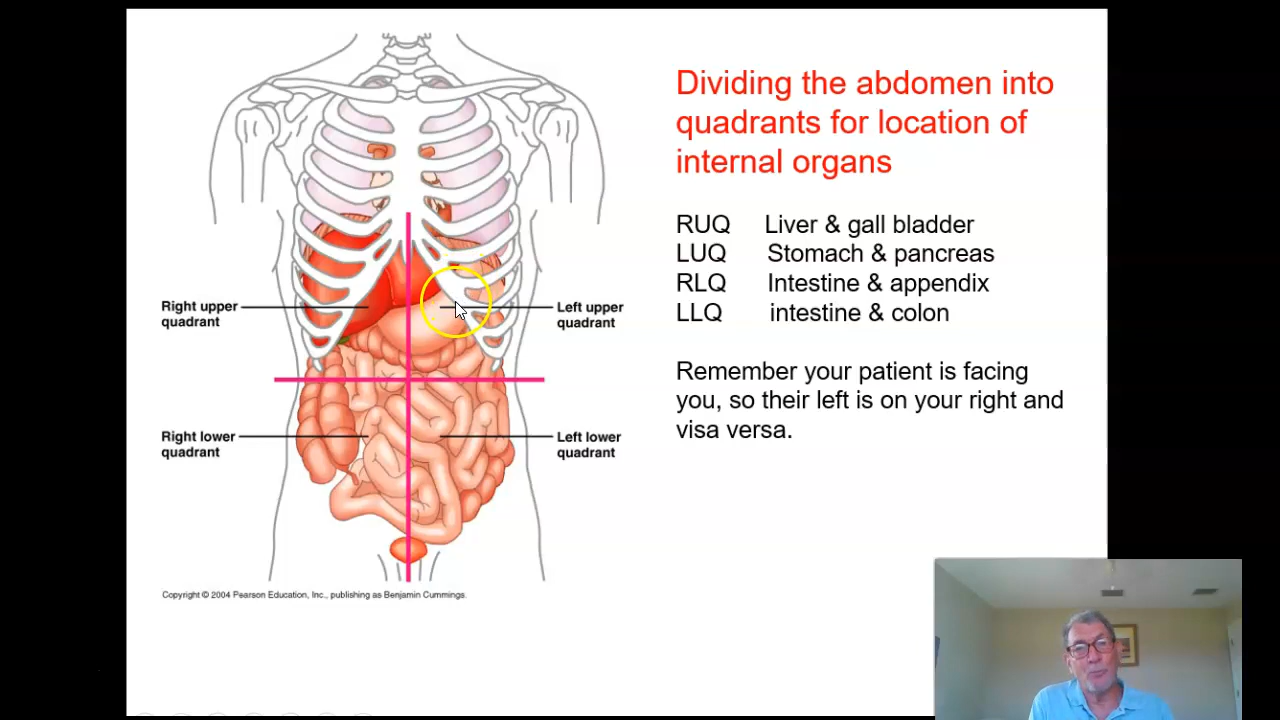 Dividing the abdomen into
quadrants for location of
internal organs
RUQ Liver & gall bladder
LUQ Stomach & pancreas
RLQ Intestine & appendix
LLQ intestine & colon
Remember your patient is facing
you, so their left is on your right and
visa versa.
Right upper
quadrant
Left upper
quadrant
Right lower
quadrant
Left lower
quadrant
Copyright © 2004 Pearson Education, Inc., publishing as Benjamin Cummings.